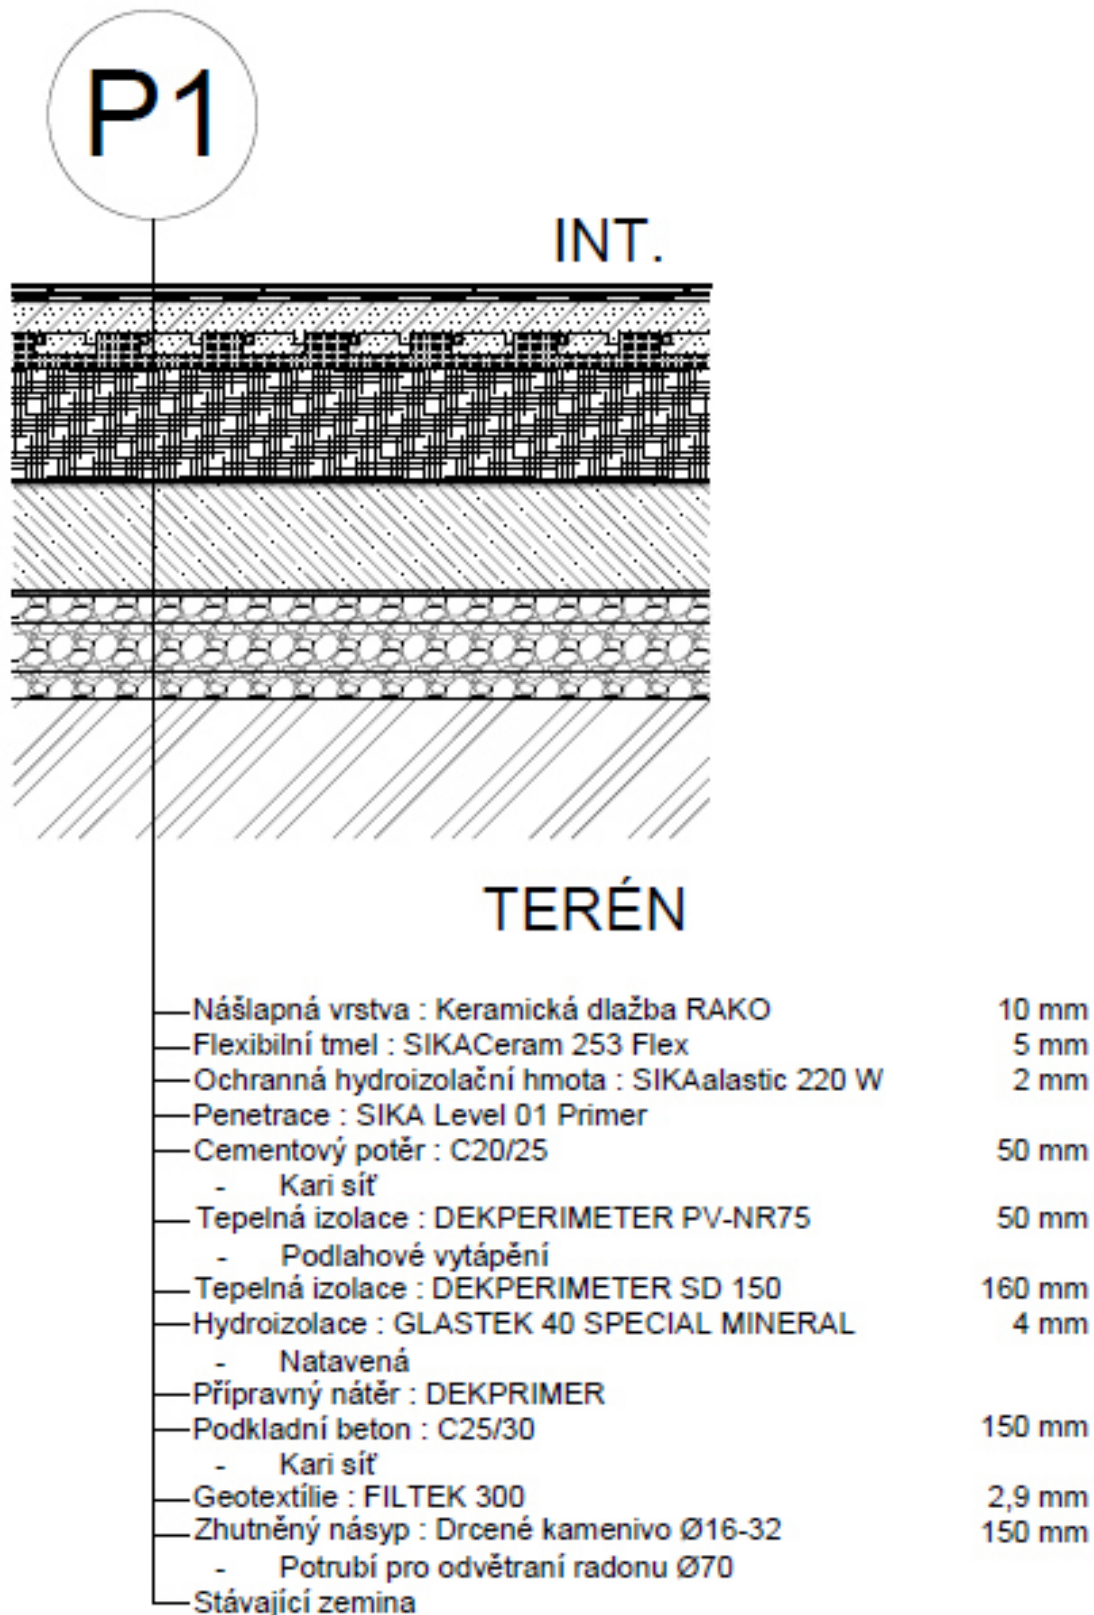 P1
INT.
TERÉN
Nášlapná vrstva : Keramická dlažba RAKO 10 mm
Flexibilní tmel : SIKACeram 253 Flex 5 mm
Ochranná hydroizolační hmota : SIKAalastic 220 W 2 mm
Penetrace : SIKA Level 01 Primer
Cementový potěr : C20/25 50 mm
- Kari síť
Tepelná izolace : DEKPERIMETER PV-NR75 50 mm
- Podlahové vytápění
Tepelná izolace : DEKPERIMETER SD 150 160 mm
Hydroizolace : GLASTEK 40 SPECIAL MINERAL 4 mm
- Natavená
Přípravný nátěr : DEKPRIMER
Podkladní beton : C25/30 150 mm
- Kari síť
Geotextílie : FILTEK 300 2,9 mm
Zhutněný násyp : Drcené kamenivo Ø16-32 150 mm
- Potrubí pro odvětraní radonu Ø70
Stávající zemina